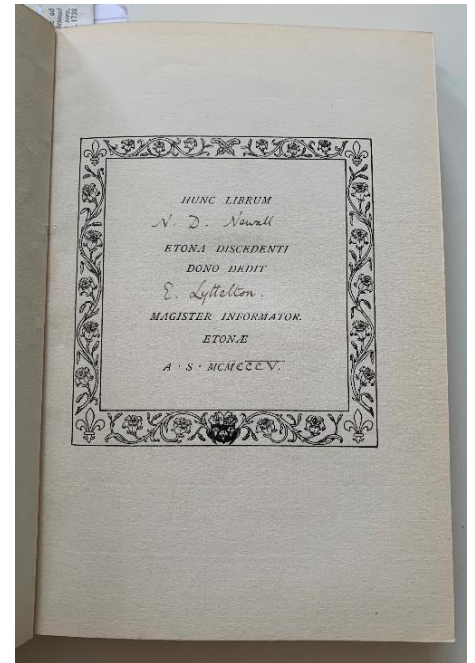 HUNC LIBRUM
N. D. Newall
ETONA DISCEDENTI
DONO DEDIT
E. Lyttelton.
MAGISTER INFORMATOR.
ETONÆ
A · S · MCMCCCV.